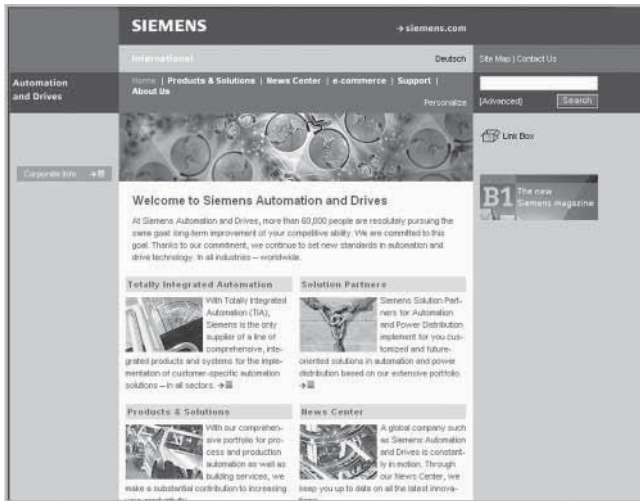 SIEMENS
→ siemens.com
International
Deutsch
Site Map | Contact Us
Automation
and Drives
Home | Products & Solutions | News Center | e-commerce | Support |
About Us
Personalize
[Advanced]
Search
Link Box
Corporate Info
B1 The new
Siemens magazine
Welcome to Siemens Automation and Drives
At Siemens Automation and Drives, more than 60,000 people are resolutely pursuing the
same goal: long-term improvement of your competitive ability. We are committed to this
goal. Thanks to our commitment, we continue to set new standards in automation and
drive technology. In all industries – worldwide.
Totally Integrated Automation
With Totally Integrated
Automation (TIA),
Siemens is the only
supplier of a line of
comprehensive, inte-
grated products and systems for the imple-
mentation of customer-specific automation
solutions – in all sectors. →
Solution Partners
Siemens Solution Part-
ners for Automation
and Power Distribution
implement for you cus-
tomized and future-
oriented solutions in automation and power
distribution based on our extensive portfolio.
→
Products & Solutions
With our comprehen-
sive portfolio for pro-
cess and production
automation as well as
building services, we
make a substantial contribution to increasing
News Center
A global company such
as Siemens Automation
and Drives is constant-
ly in motion. Through
our News Center, we
keep you up to date on all the latest innova-